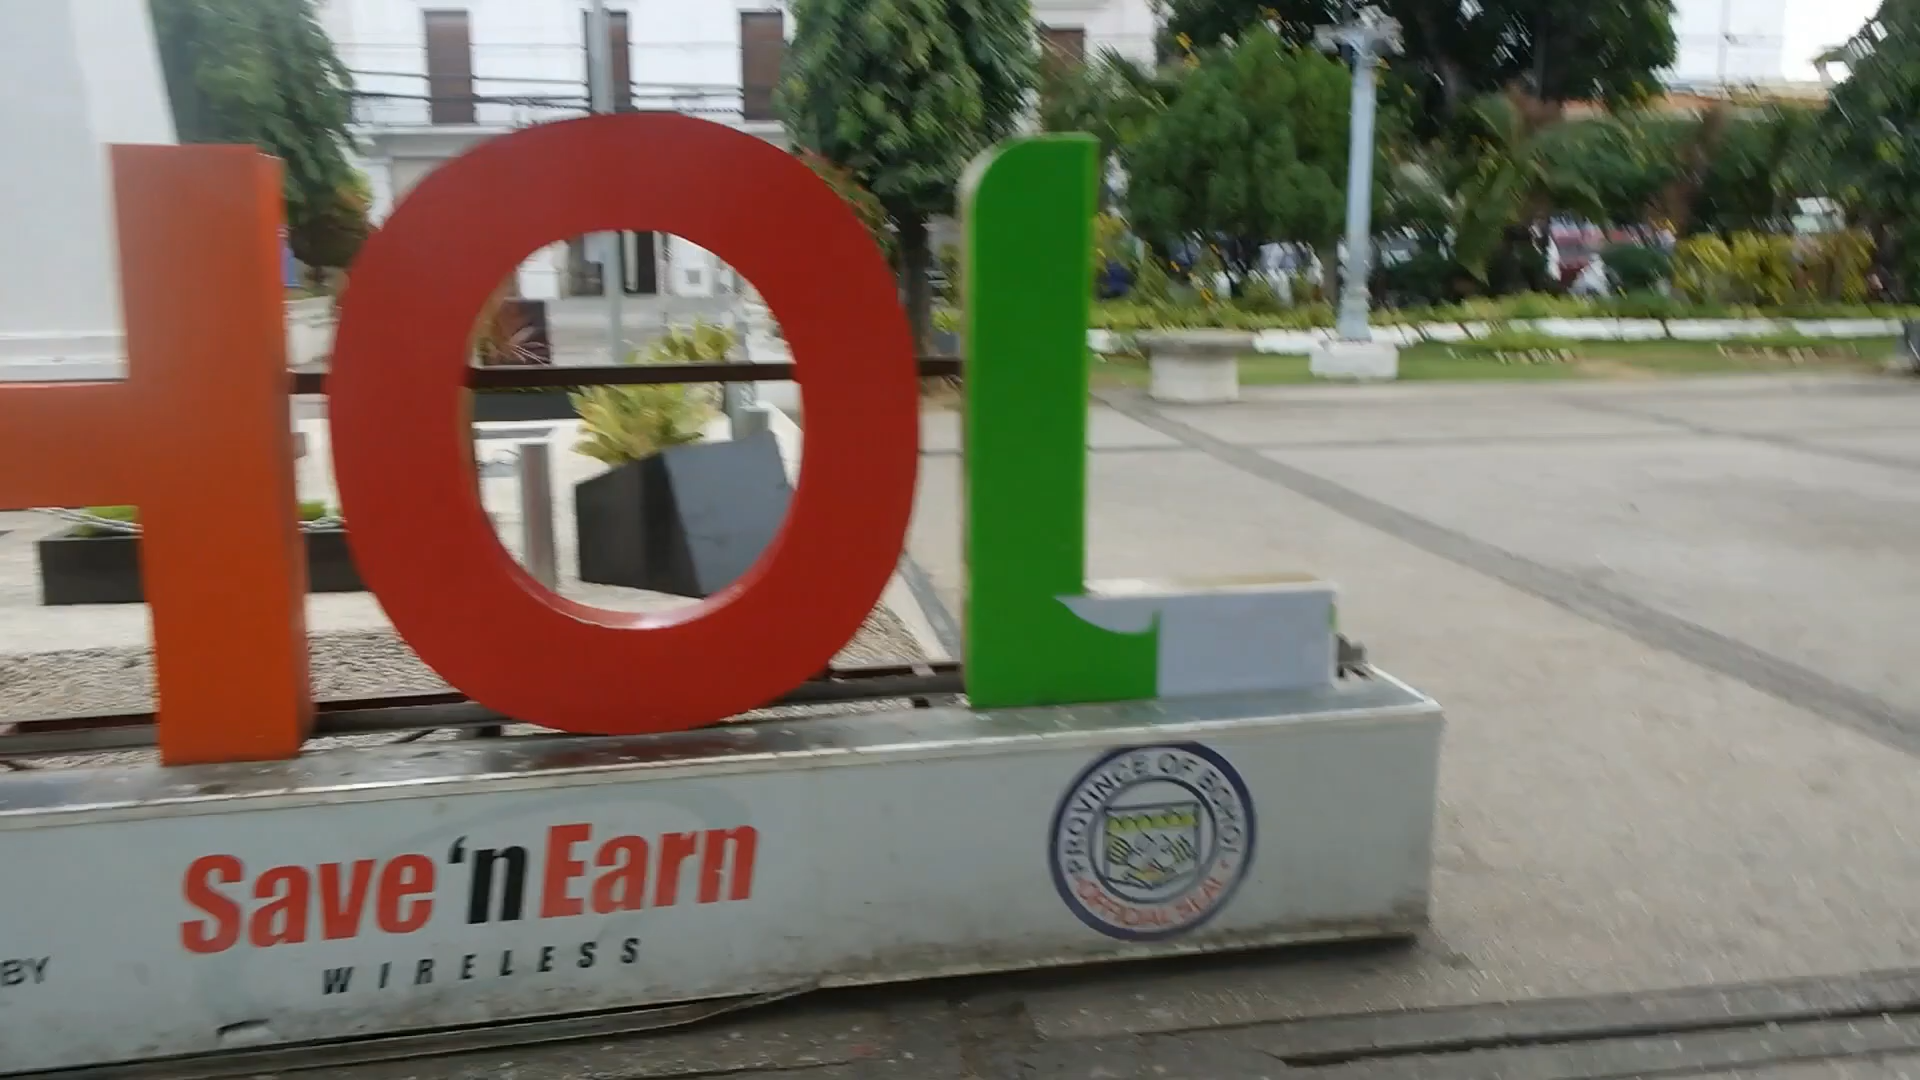 HOL
BY
Save 'n Earn
WIRELESS
PROVINCE OF BOHOL
OFFICIAL SEAL